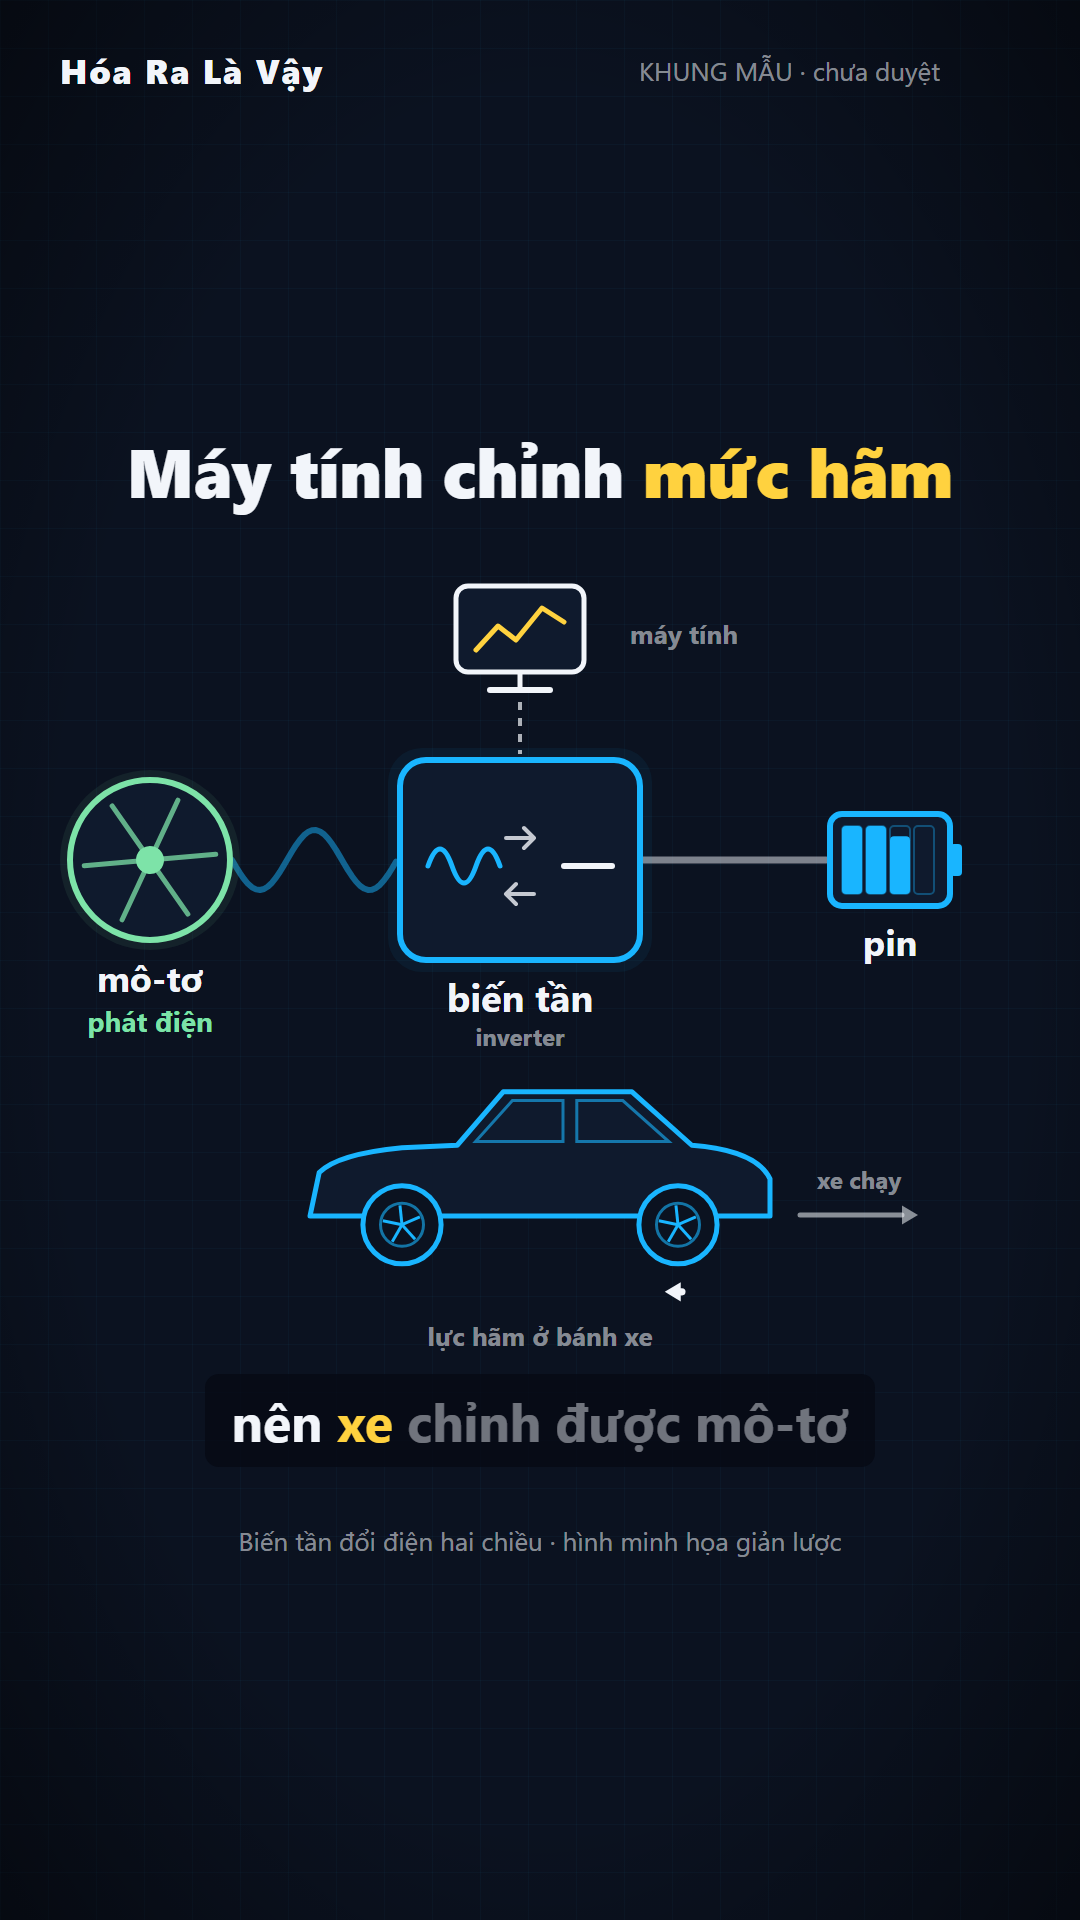 Hóa Ra Là Vậy
KHUNG MẪU · chưa duyệt
Máy tính chỉnh mức hãm
máy tính
pin
mô-tơ
phát điện
biến tần
inverter
xe chạy
lực hãm ở bánh xe
nên xe chỉnh được mô-tơ
Biến tần đổi điện hai chiều · hình minh họa giản lược